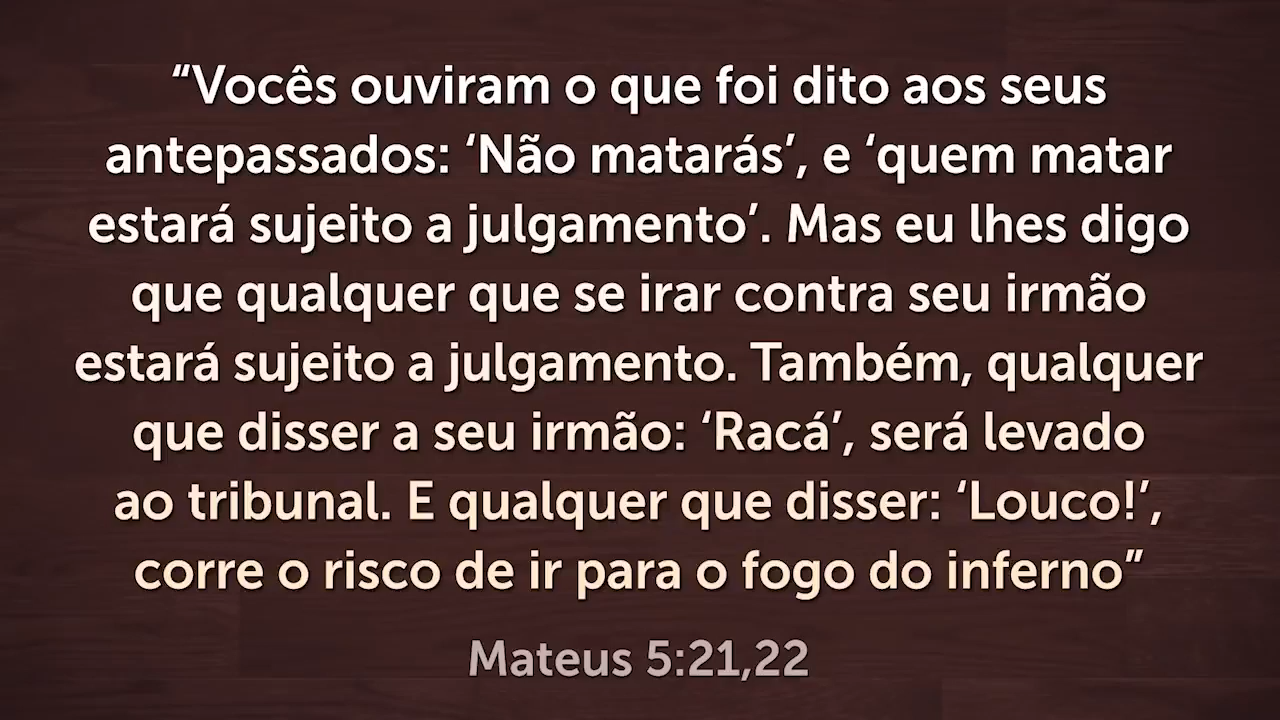 “Vocês ouviram o que foi dito aos seus
antepassados: ‘Não matarás’, e ‘quem matar
estará sujeito a julgamento’. Mas eu lhes digo
que qualquer que se irar contra seu irmão
estará sujeito a julgamento. Também, qualquer
que disser a seu irmão: ‘Racá’, será levado
ao tribunal. E qualquer que disser: ‘Louco!’,
corre o risco de ir para o fogo do inferno”
Mateus 5:21,22